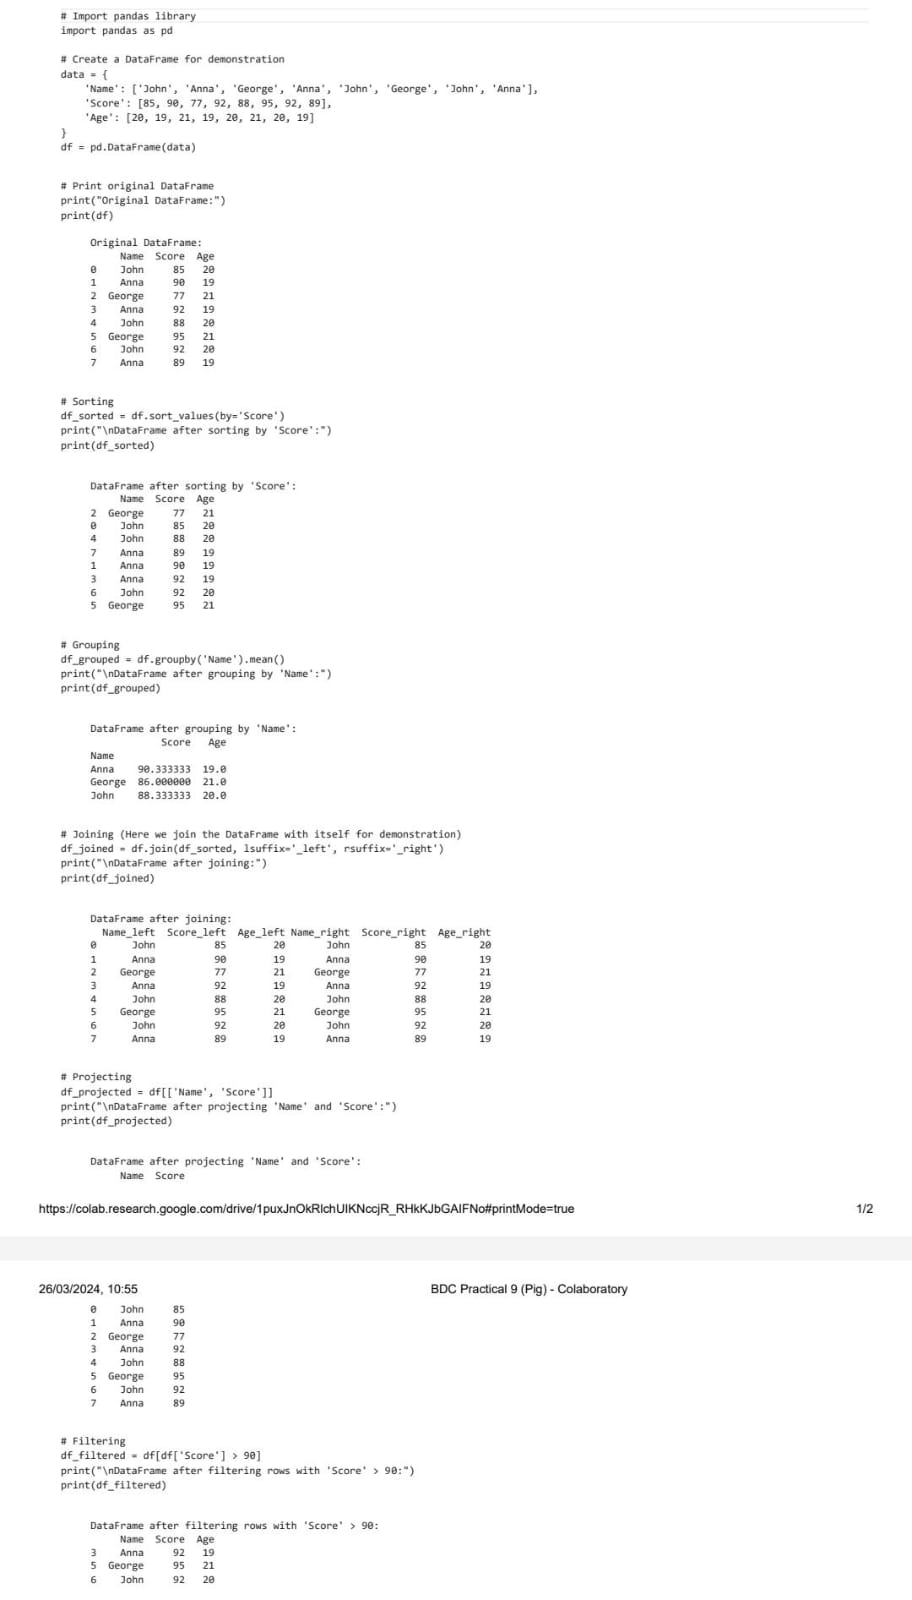 # Import pandas library
import pandas as pd
# Create a DataFrame for demonstration
data = {
    'Name': ['John', 'Anna', 'George', 'Anna', 'John', 'George', 'John', 'Anna'],
    'Score': [85, 90, 77, 92, 88, 95, 92, 89],
    'Age': [20, 19, 21, 19, 20, 21, 20, 19]
}
df = pd.DataFrame(data)
# Print original DataFrame
print("Original DataFrame:")
print(df)
Original DataFrame:
Name Score Age
0 John 85 20
1 Anna 90 19
2 George 77 21
3 Anna 92 19
4 John 88 20
5 George 95 21
6 John 92 20
7 Anna 89 19
# Sorting
df_sorted = df.sort_values(by='Score')
print("\nDataFrame after sorting by 'Score':")
print(df_sorted)
DataFrame after sorting by 'Score':
Name Score Age
2 George 77 21
0 John 85 20
4 John 88 20
7 Anna 89 19
1 Anna 90 19
3 Anna 92 19
6 John 92 20
5 George 95 21
# Grouping
df_grouped = df.groupby('Name').mean()
print("\nDataFrame after grouping by 'Name':")
print(df_grouped)
DataFrame after grouping by 'Name':
Score Age
Name
Anna 90.333333 19.0
George 86.000000 21.0
John 88.333333 20.0
# Joining (Here we join the DataFrame with itself for demonstration)
df_joined = df.join(df_sorted, lsuffix='_left', rsuffix='_right')
print("\nDataFrame after joining:")
print(df_joined)
DataFrame after joining:
Name_left Score_left Age_left Name_right Score_right Age_right
0 John 85 20 John 85 20
1 Anna 90 19 Anna 90 19
2 George 77 21 George 77 21
3 Anna 92 19 Anna 92 19
4 John 88 20 John 88 20
5 George 95 21 George 95 21
6 John 92 20 John 92 20
7 Anna 89 19 Anna 89 19
# Projecting
df_projected = df[['Name', 'Score']]
print("\nDataFrame after projecting 'Name' and 'Score':")
print(df_projected)
DataFrame after projecting 'Name' and 'Score':
Name Score
https://colab.research.google.com/drive/1puxJnOkRlchUIKNccjR_RHkKJbGAIFNo#printMode=true 1/2
26/03/2024, 10:55 BDC Practical 9 (Pig) - Colaboratory
0 John 85
1 Anna 90
2 George 77
3 Anna 92
4 John 88
5 George 95
6 John 92
7 Anna 89
# Filtering
df_filtered = df[df['Score'] > 90]
print("\nDataFrame after filtering rows with 'Score' > 90:")
print(df_filtered)
DataFrame after filtering rows with 'Score' > 90:
Name Score Age
3 Anna 92 19
5 George 95 21
6 John 92 20